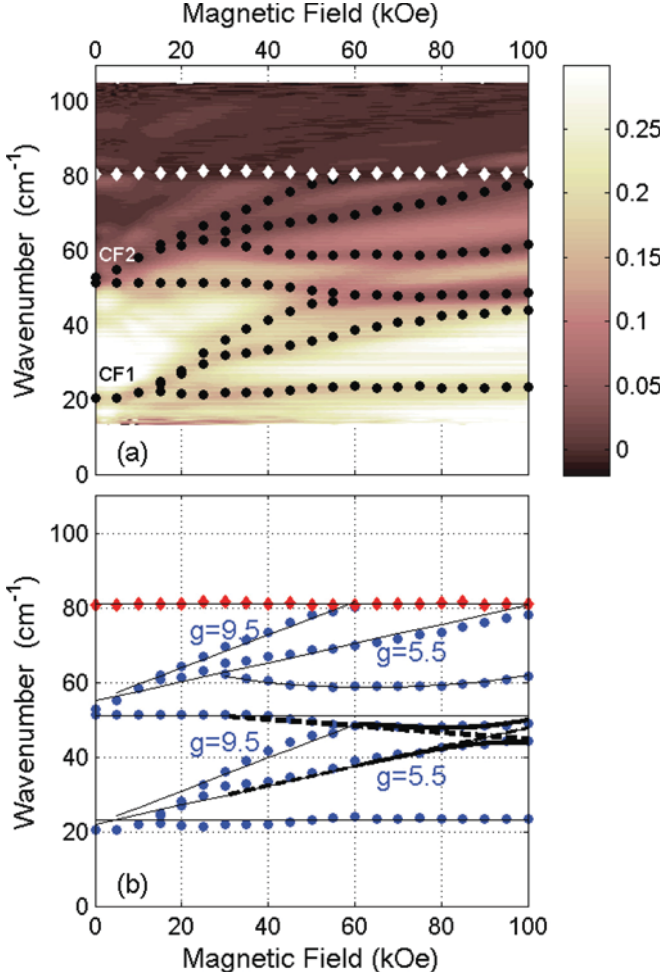 Magnetic Field (kOe)
0 20 40 60 80 100
100
80
60
40
20
0
Wavenumber (cm-1)
CF2
CF1
(a)
0.25
0.2
0.15
0.1
0.05
0
100
80
60
40
20
0
Wavenumber (cm-1)
g=9.5
g=5.5
g=9.5
g=5.5
(b)
0 20 40 60 80 100
Magnetic Field (kOe)